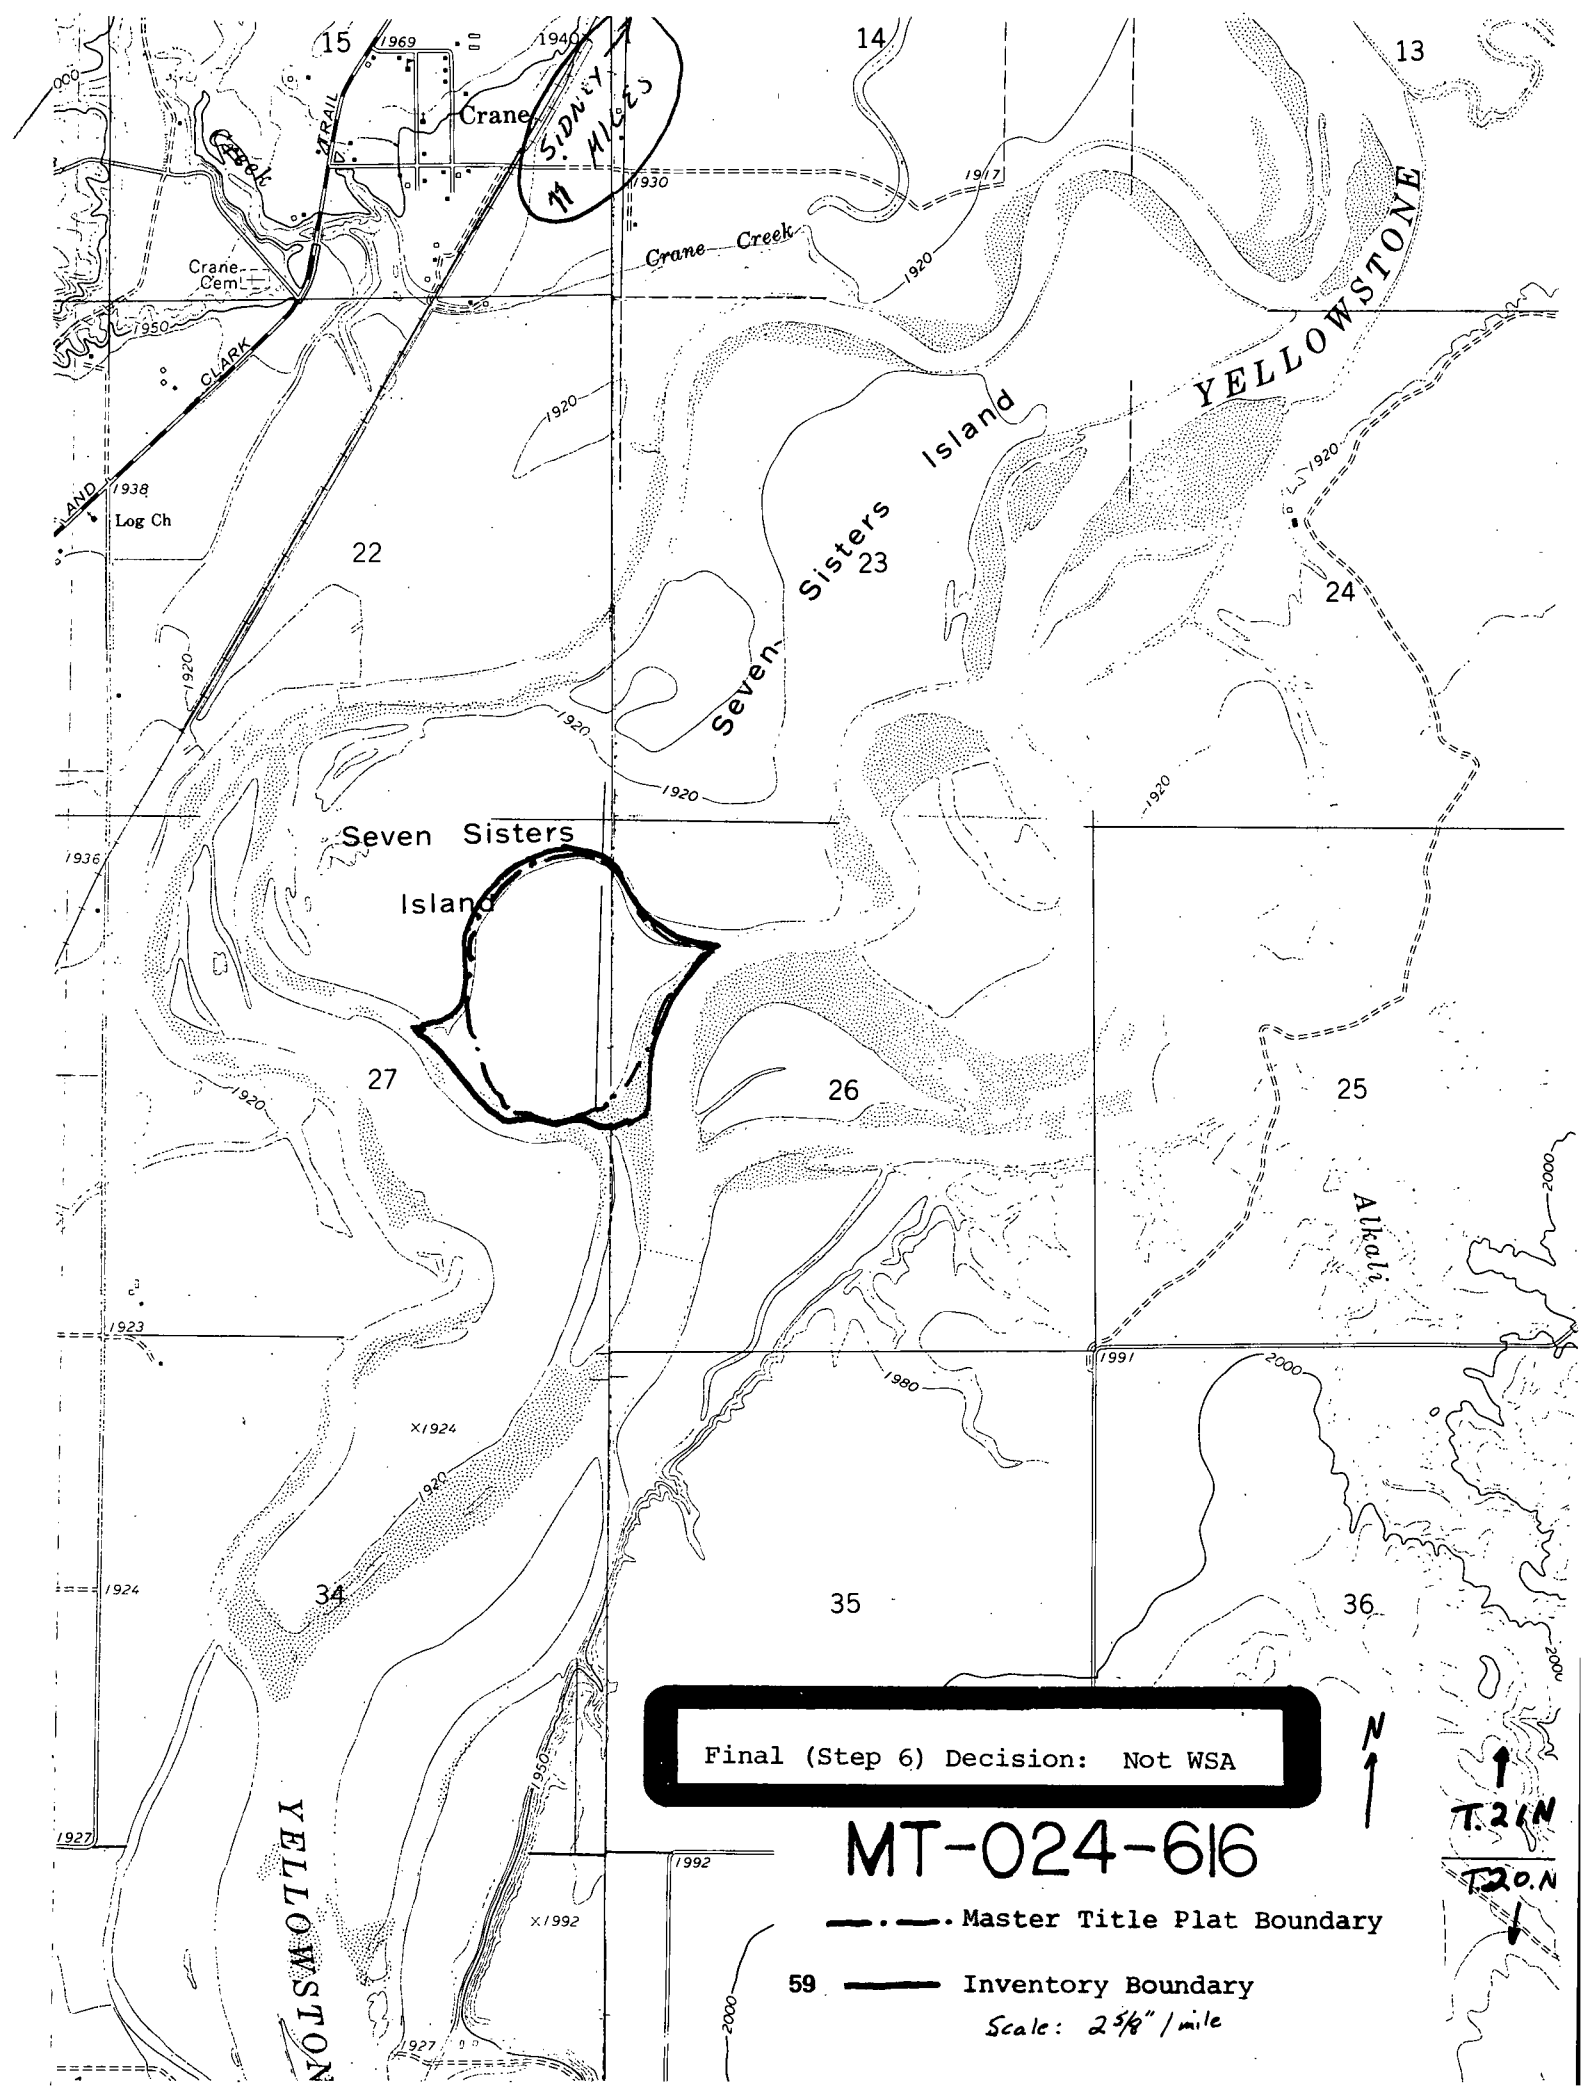 15
1969
1940
14
13
000
TRAIL
Crane
SIDNEY
11 MILES
Creek
1930
1917
Crane Creek
1920
YELLOWSTONE
Crane
Cem
1950
CLARK
1920
Island
1920
AND
1938
Log Ch
22
Sisters
23
24
1920
Seven
1920
1920
1920
Seven Sisters
1936
Island
27
26
25
1920
2000
Alkali
1923
1991
2000
1980
X1924
1920
1924
34
35
36
2000
Final (Step 6) Decision: Not WSA
N
1950
T.21N
YELLOWSTON
1927
MT-024-616
1992
T.20.N
X1992
Master Title Plat Boundary
59 Inventory Boundary
Scale: 2 5/8" / mile
2000
1927